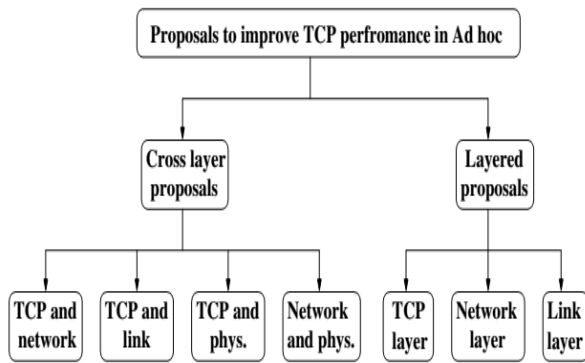 Proposals to improve TCP perfromance in Ad hoc
Cross layer
proposals
Layered
proposals
TCP and
network
TCP and
link
TCP and
phys.
Network
and phys.
TCP
layer
Network
layer
Link
layer